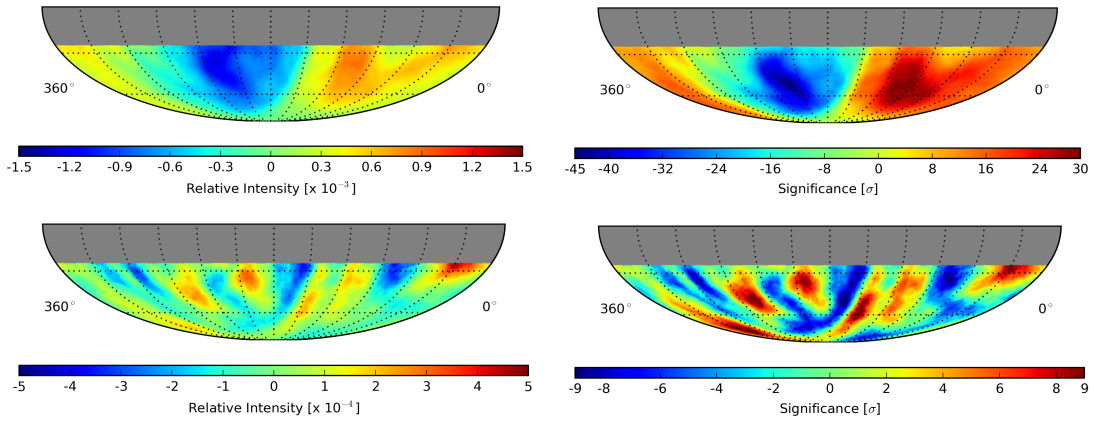 360° 0°
-1.5 -1.2 -0.9 -0.6 -0.3 0 0.3 0.6 0.9 1.2 1.5
Relative Intensity [x 10⁻³]
360° 0°
-45 -40 -32 -24 -16 -8 0 8 16 24 30
Significance [σ]
360° 0°
-5 -4 -3 -2 -1 0 1 2 3 4 5
Relative Intensity [x 10⁻⁴]
360° 0°
-9 -8 -6 -4 -2 0 2 4 6 8 9
Significance [σ]